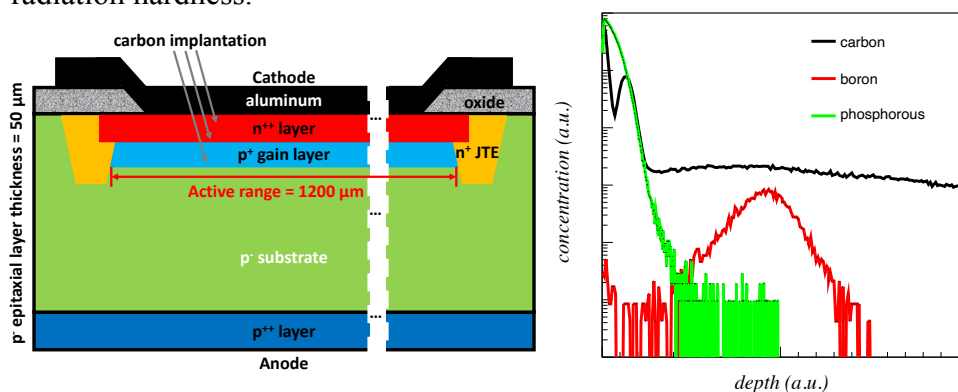 radiation hardness.
carbon implantation
Cathode
aluminum
oxide
...
n++ layer
p+ gain layer
n+ JTE
Active range = 1200 μm
...
p- substrate
p++ layer
...
Anode
p- epitaxial layer thickness = 50 μm
concentration (a.u.)
carbon
boron
phosphorous
depth (a.u.)